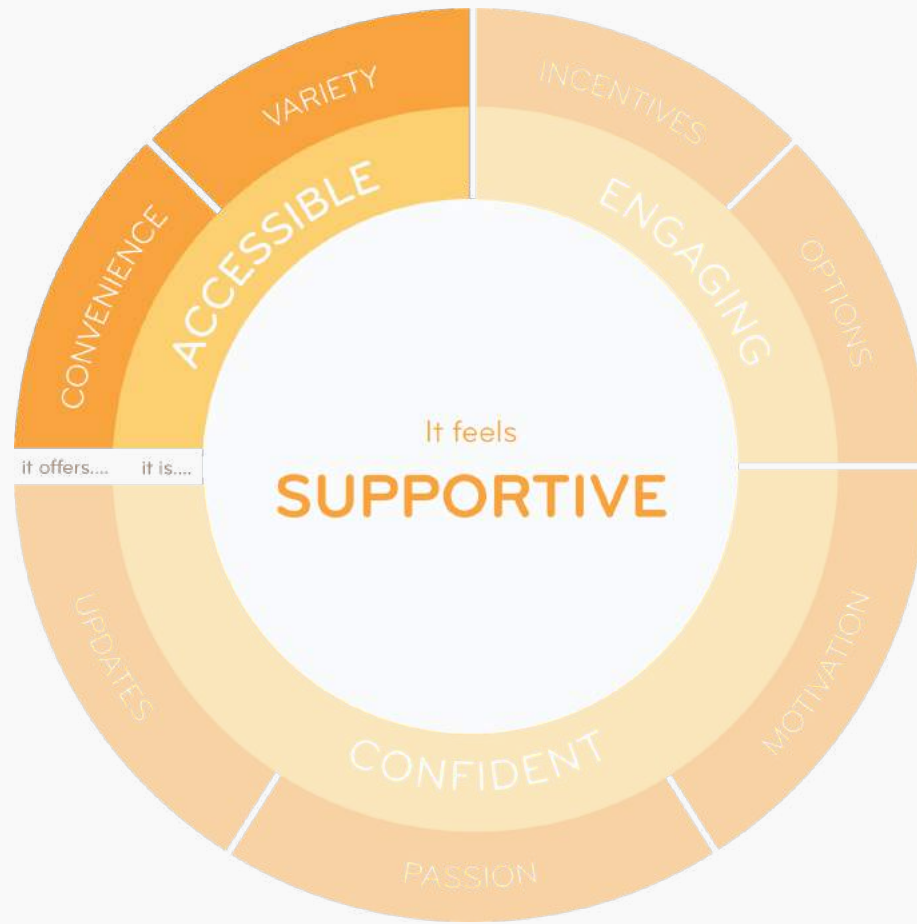 VARIETY
INCENTIVES
CONVENIENCE
ACCESSIBLE
ENGAGING
OPTIONS
It feels
SUPPORTIVE
it offers.... it is....
UPDATES
CONFIDENT
MOTIVATION
PASSION